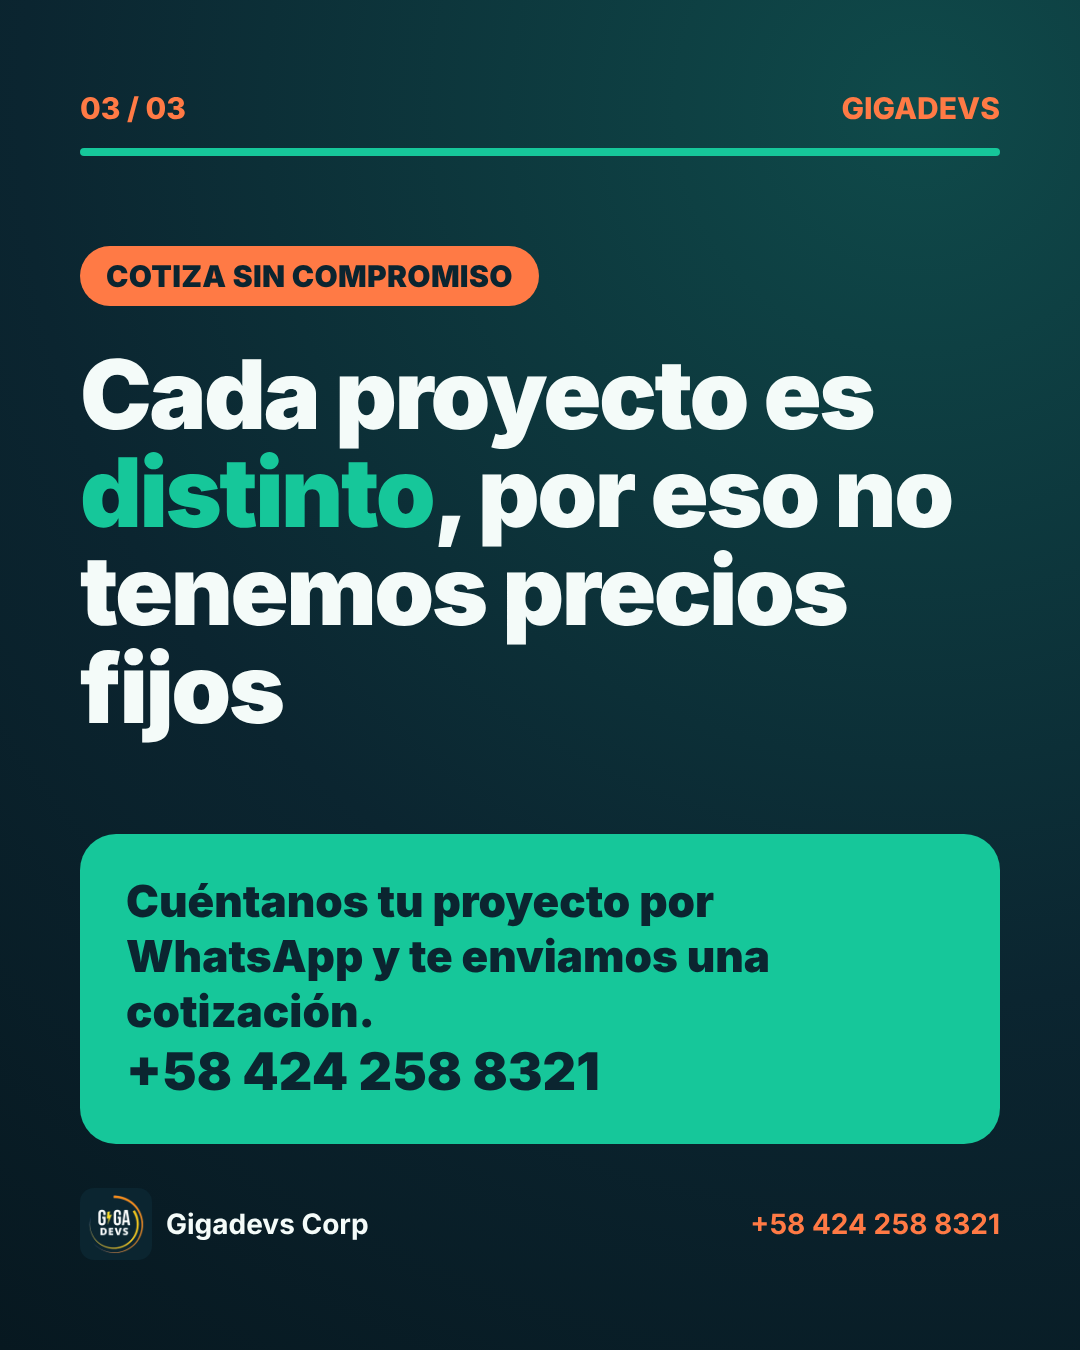 03 / 03
GIGADEVS
COTIZA SIN COMPROMISO
Cada proyecto es
distinto, por eso no
tenemos precios
fijos
Cuéntanos tu proyecto por
WhatsApp y te enviamos una
cotización.
+58 424 258 8321
GIGA
DEVS
Gigadevs Corp
+58 424 258 8321